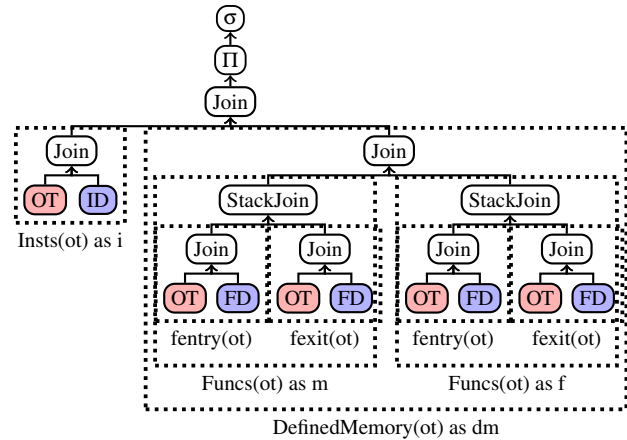 σ
Π
Join
Join Join
OT ID StackJoin StackJoin
Insts(ot) as i
Join Join Join Join
OT FD OT FD OT FD OT FD
fentry(ot) fexit(ot) fentry(ot) fexit(ot)
Funcs(ot) as m Funcs(ot) as f
DefinedMemory(ot) as dm